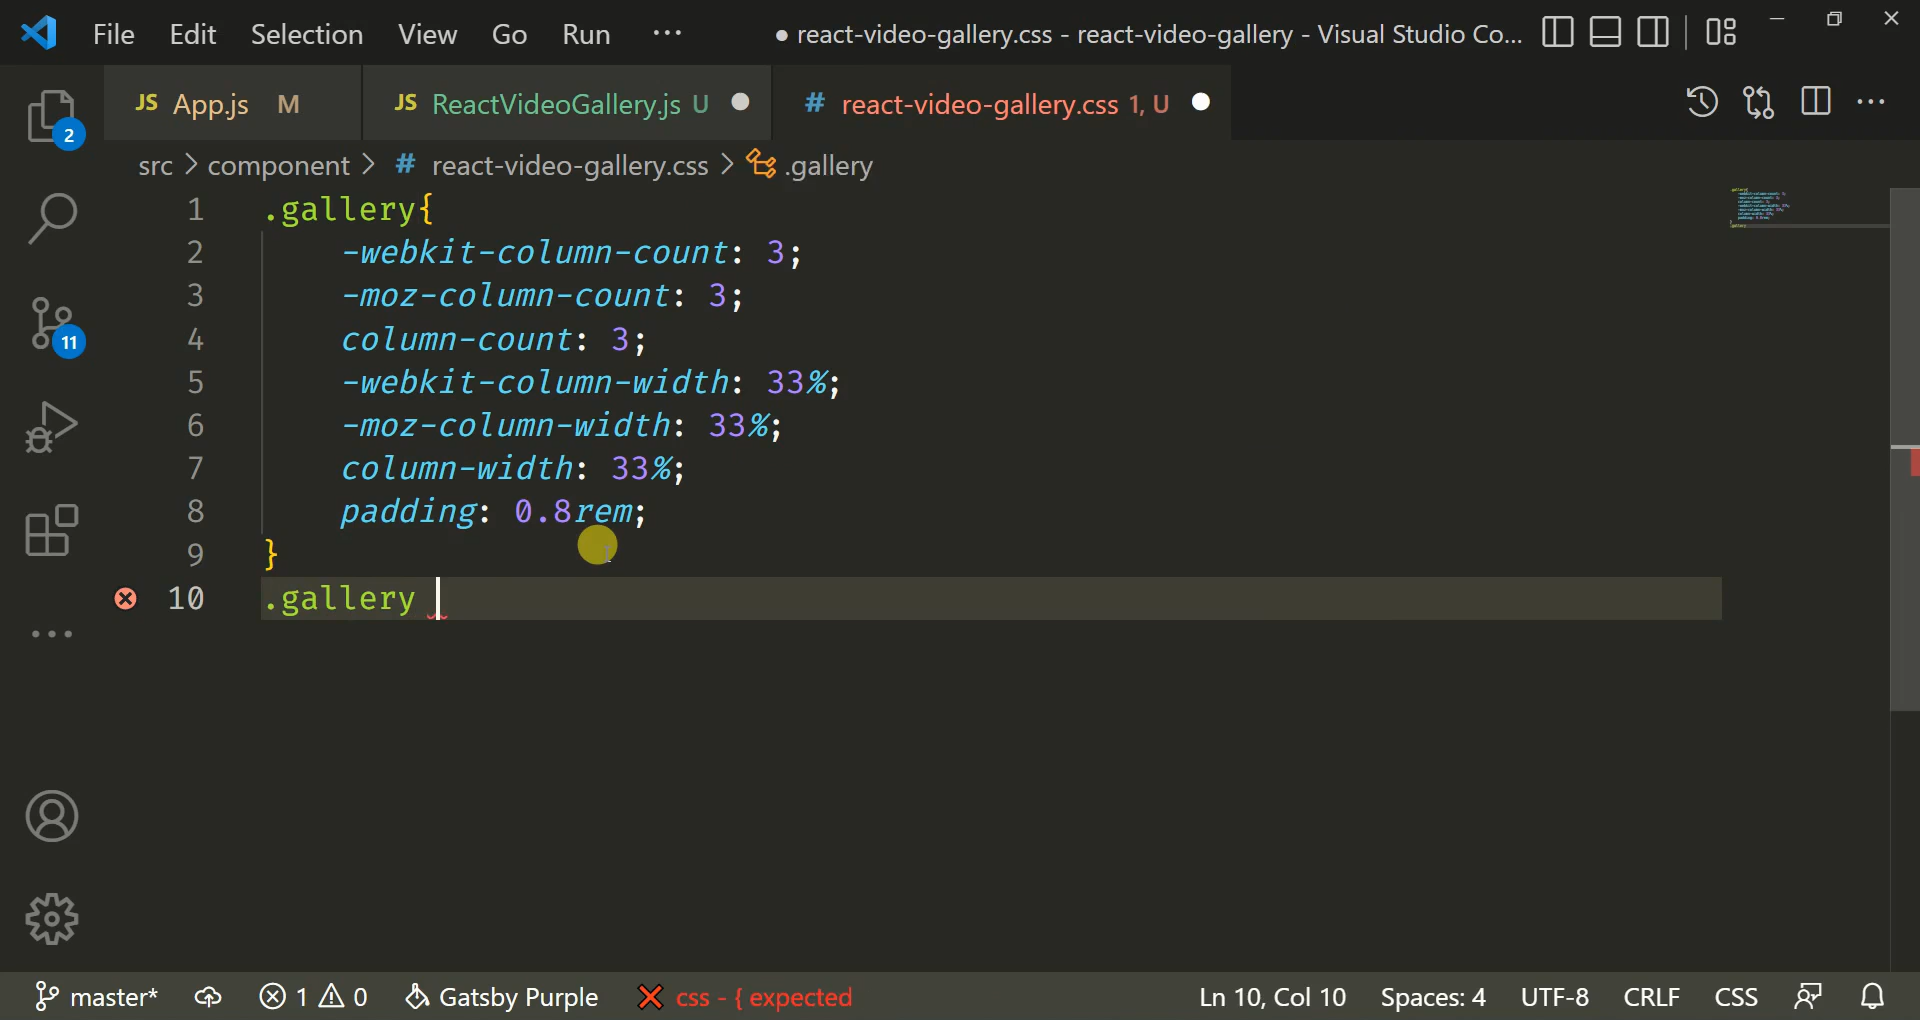 File Edit Selection View Go Run ··· ● react-video-gallery.css - react-video-gallery - Visual Studio Co...
JS App.js M JS ReactVideoGallery.js U ● # react-video-gallery.css 1, U ●
2
src > component > # react-video-gallery.css > .gallery
1 .gallery{
2 -webkit-column-count: 3;
3 -moz-column-count: 3;
4 column-count: 3;
11
5 -webkit-column-width: 33%;
6 -moz-column-width: 33%;
7 column-width: 33%;
8 padding: 0.8rem;
9 }
10 .gallery
master* 1 0 Gatsby Purple css - { expected Ln 10, Col 10 Spaces: 4 UTF-8 CRLF CSS